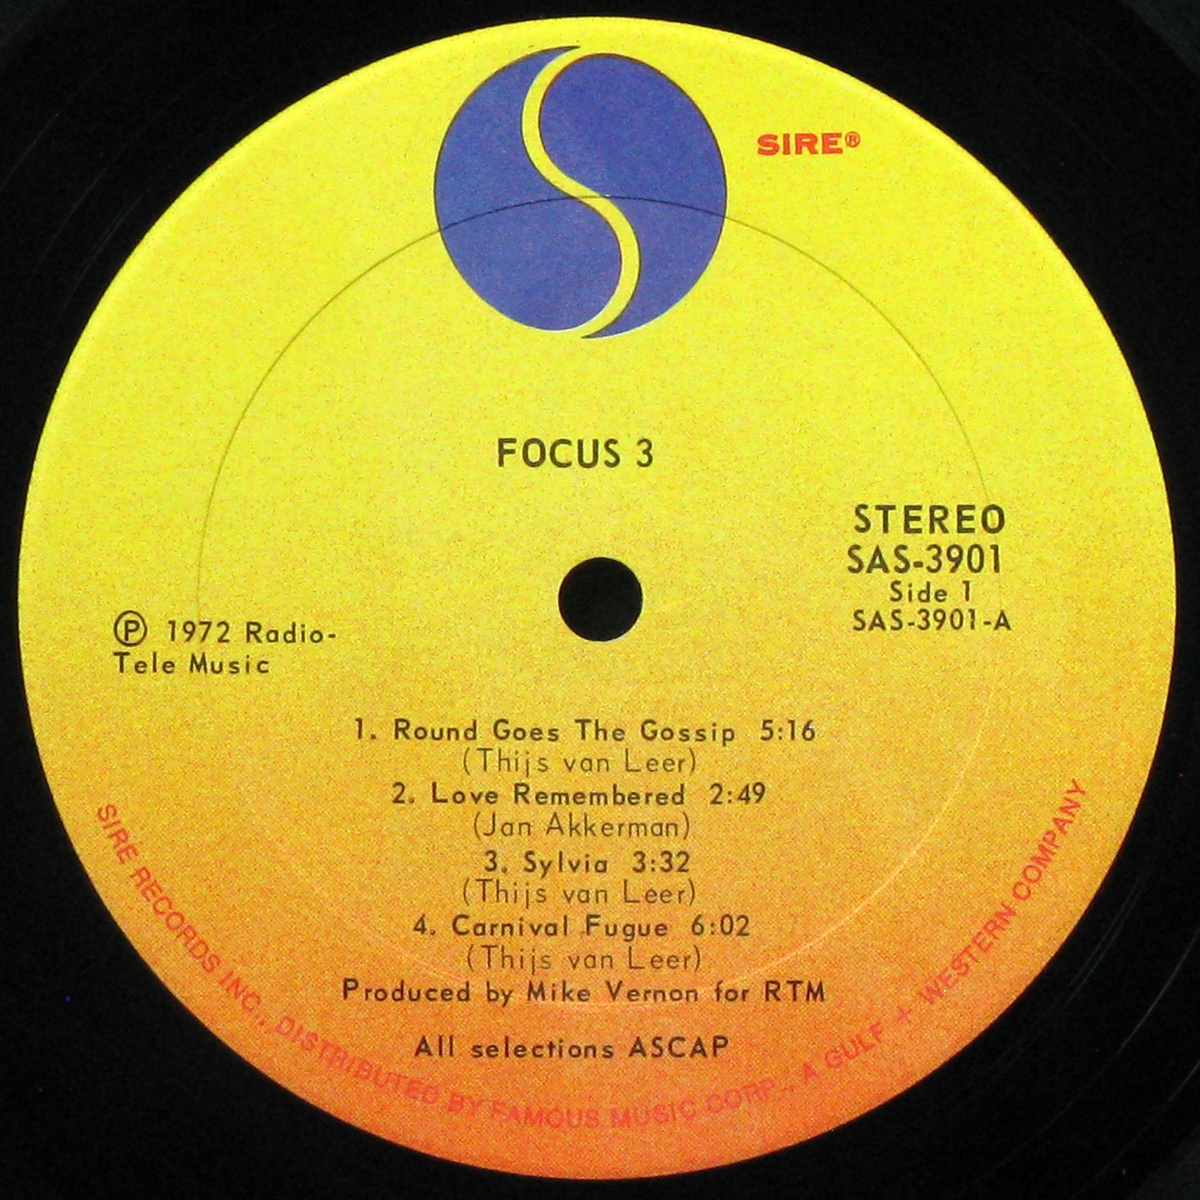 SIRE®
FOCUS 3
STEREO
SAS-3901
Side 1
SAS-3901-A
Ⓟ 1972 Radio-
Tele Music
1. Round Goes The Gossip 5:16
(Thijs van Leer)
2. Love Remembered 2:49
(Jan Akkerman)
3. Sylvia 3:32
(Thijs van Leer)
4. Carnival Fugue 6:02
(Thijs van Leer)
Produced by Mike Vernon for RTM
All selections ASCAP
SIRE RECORDS INC., DISTRIBUTED BY FAMOUS MUSIC CORP., A GULF + WESTERN COMPANY